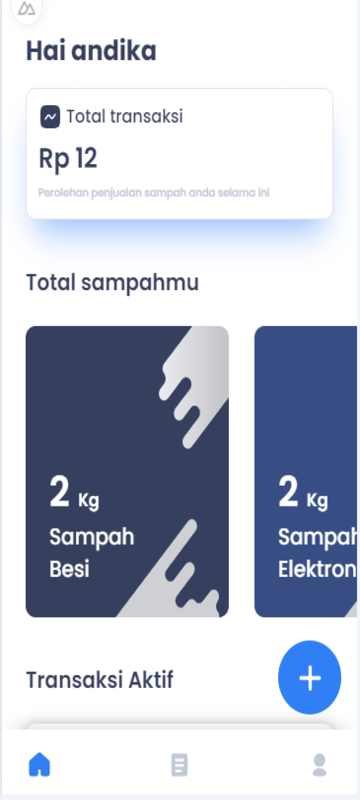 Hai andika
Total transaksi
Rp 12
Perolehan penjualan sampah anda selama ini
Total sampahmu
2 Kg
Sampah
Besi
2 Kg
Sampah
Elektron
Transaksi Aktif